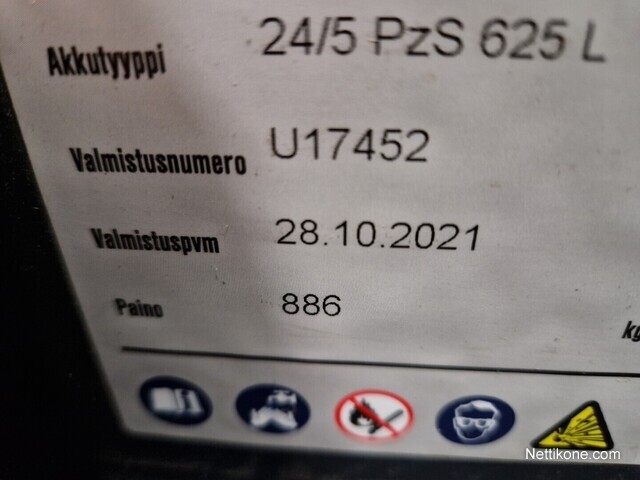 Akkutyyppi 24/5 PzS 625 L
Valmistusnumero U17452
Valmistuspvm 28.10.2021
Paino 886 kg
Nettikone.com